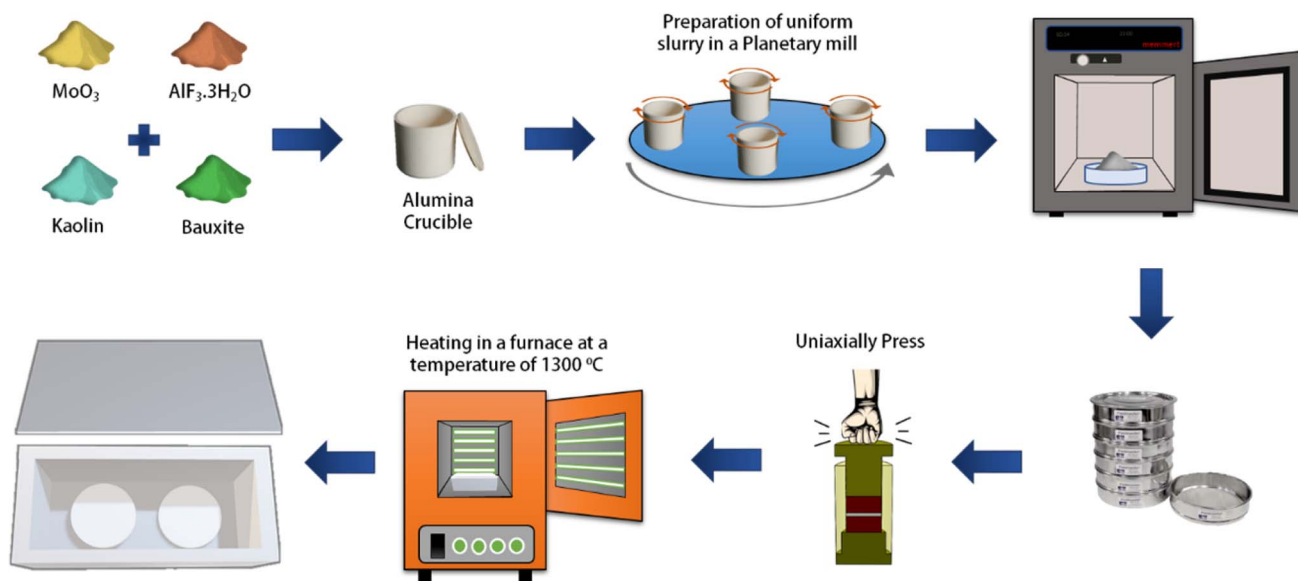 MoO₃
AlF₃.3H₂O
Kaolin
Bauxite
Alumina
Crucible
Preparation of uniform
slurry in a Planetary mill
Uniaxially Press
Heating in a furnace at a
temperature of 1300 ⁰C